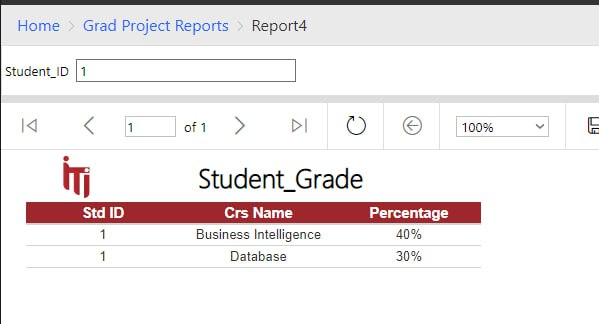 Home > Grad Project Reports > Report4
Student_ID 1
1 of 1 100%
iTi Student_Grade
Std ID Crs Name Percentage
1 Business Intelligence 40%
1 Database 30%